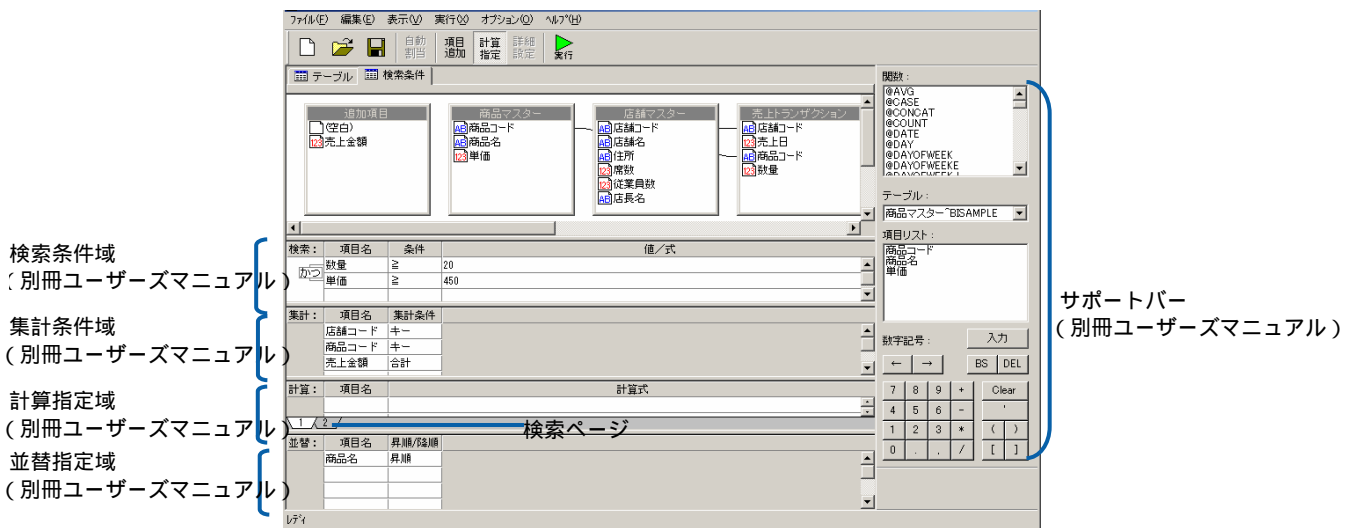 ファイル(F) 編集(E) 表示(V) 実行(X) オプション(O) ヘルプ(H)
自動割当 項目追加 計算指定 詳細設定 実行
テーブル 検索条件
追加項目
(空白)
売上金額
商品マスター
商品コード
商品名
単価
店舗マスター
店舗コード
店舗名
住所
席数
従業員数
店長名
売上トランザクション
店舗コード
売上日
商品コード
数量
検索: 項目名 条件 値/式
かつ
数量 ≧ 20
単価 ≧ 450
集計: 項目名 集計条件
店舗コード キー
商品コード キー
売上金額 合計
計算: 項目名 計算式
1 2
検索ページ
並替: 項目名 昇順/降順
商品名 昇順
レディ
関数:
@AVG
@CASE
@CONCAT
@COUNT
@DATE
@DAY
@DAYOFWEEK
@DAYOFWEEKE
テーブル:
商品マスター^BISAMPLE
項目リスト:
商品コード
商品名
単価
数字記号: 入力
← → BS DEL
7 8 9 + Clear
4 5 6 - '
1 2 3 * ( )
0 . , / [ ]
検索条件域
(別冊ユーザーズマニュアル)
集計条件域
(別冊ユーザーズマニュアル)
計算指定域
(別冊ユーザーズマニュアル)
並替指定域
(別冊ユーザーズマニュアル)
サポートバー
(別冊ユーザーズマニュアル)